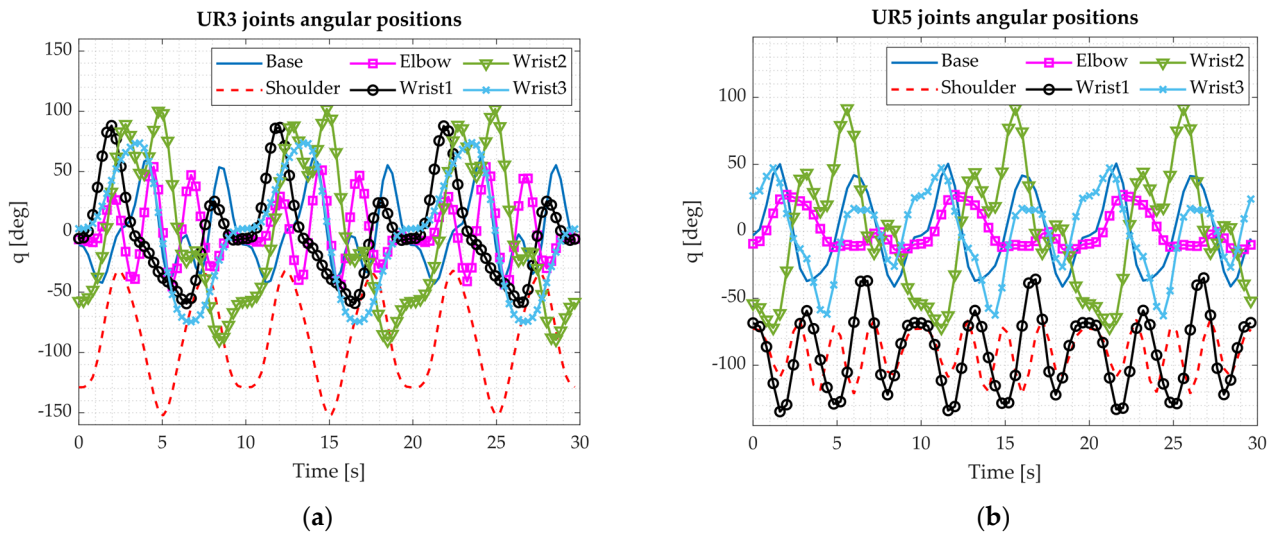 UR3 joints angular positions
150
100
50
0
-50
-100
-150
q [deg]
Base Elbow Wrist2
Shoulder Wrist1 Wrist3
0 5 10 15 20 25 30
Time [s]
(a)
UR5 joints angular positions
100
50
0
-50
-100
q [deg]
Base Elbow Wrist2
Shoulder Wrist1 Wrist3
0 5 10 15 20 25 30
Time [s]
(b)